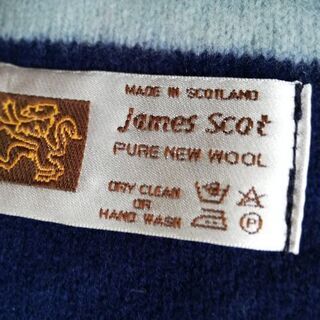 MADE IN SCOTLAND
James Scot
PURE NEW WOOL
DRY CLEAN
OR
HAND WASH
P